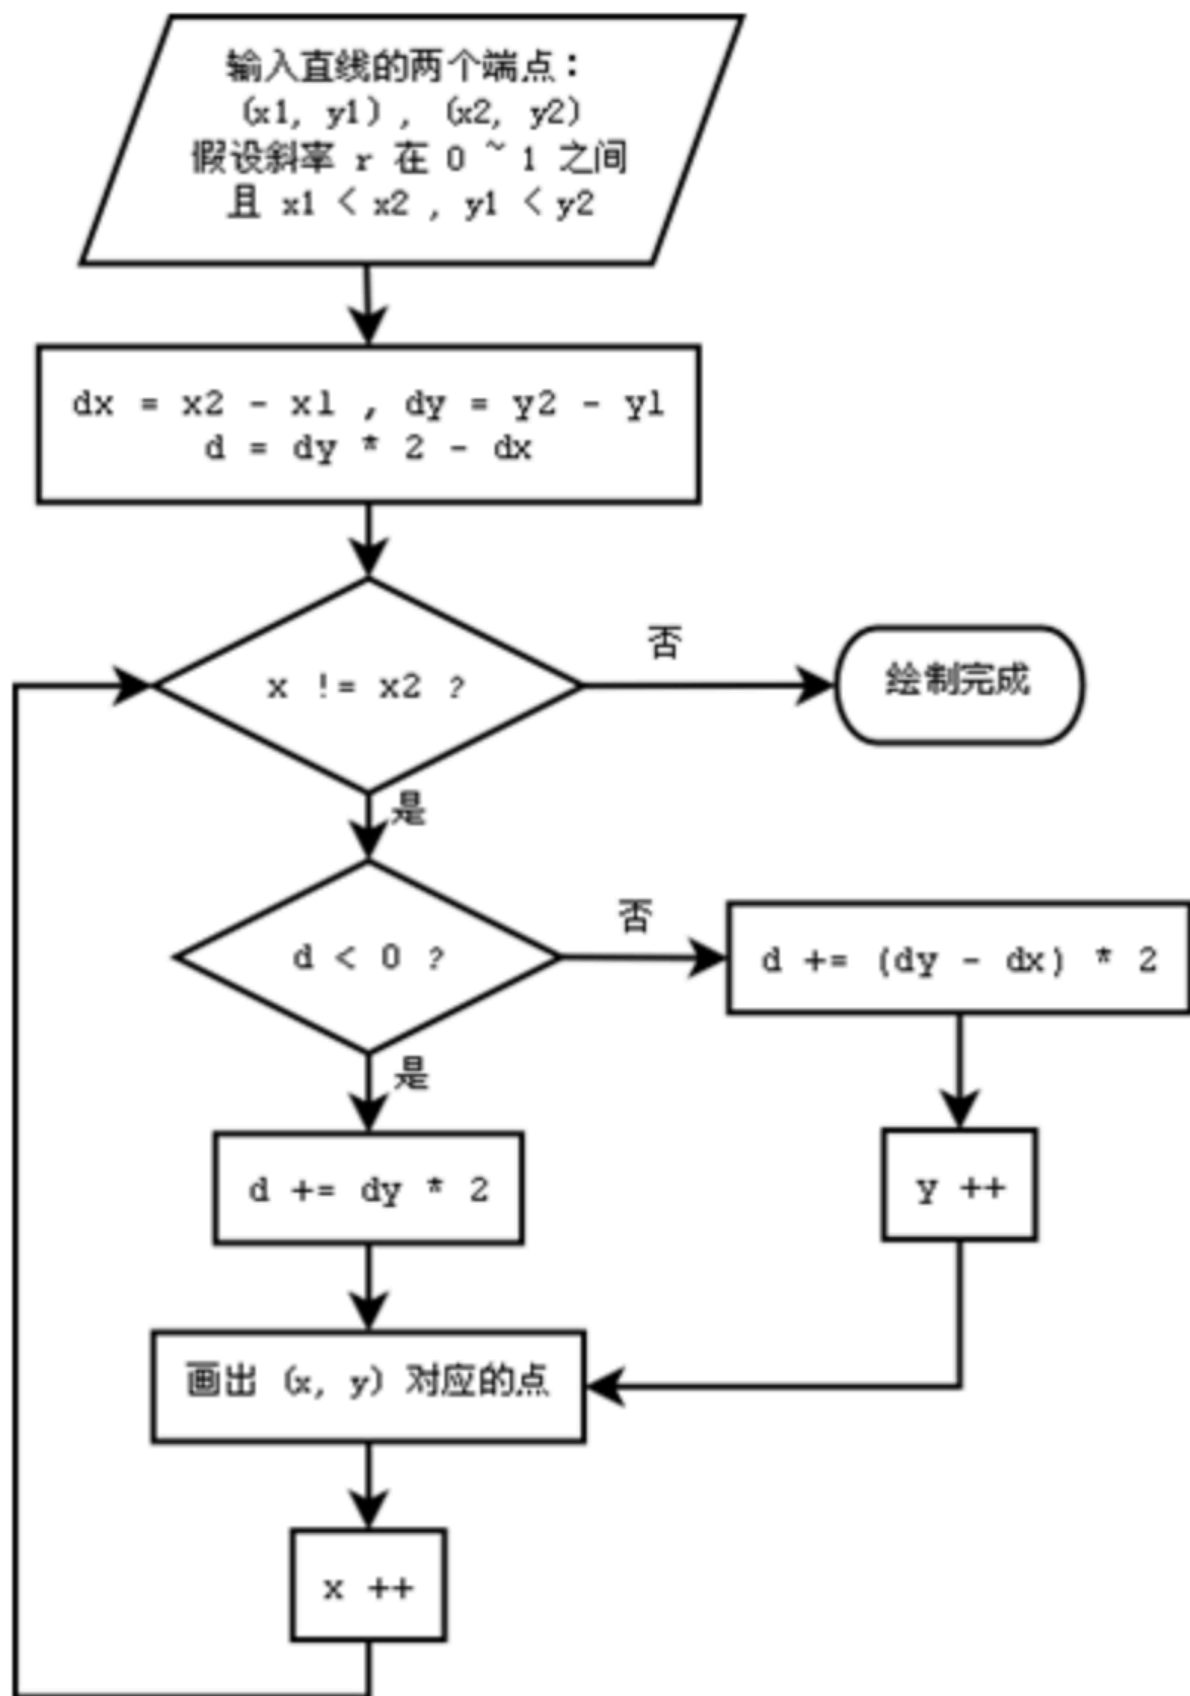 输入直线的两个端点：
(x1, y1) , (x2, y2)
假设斜率 r 在 0 ~ 1 之间
且 x1 < x2 , y1 < y2
dx = x2 - x1 , dy = y2 - y1
d = dy * 2 - dx
x != x2 ?
否
绘制完成
是
d < 0 ?
否
d += (dy - dx) * 2
是
d += dy * 2
y ++
画出 (x, y) 对应的点
x ++